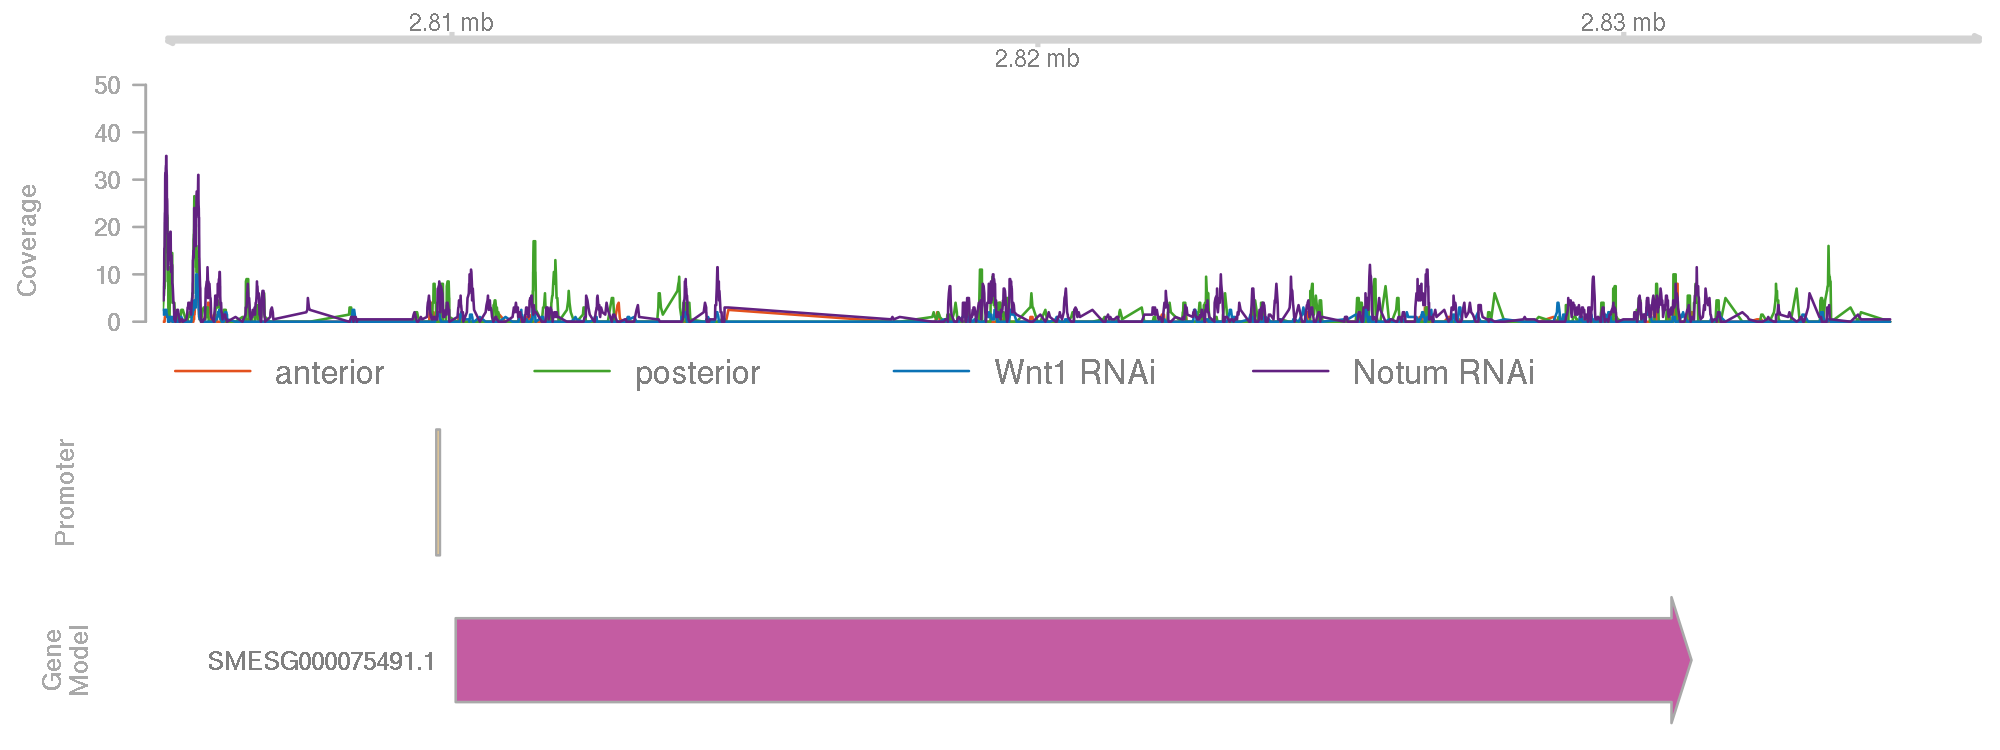 2.81 mb
2.83 mb
2.82 mb
Coverage
50
40
30
20
10
0
anterior
posterior
Wnt1 RNAi
Notum RNAi
Promoter
Gene
Model
SMESG000075491.1